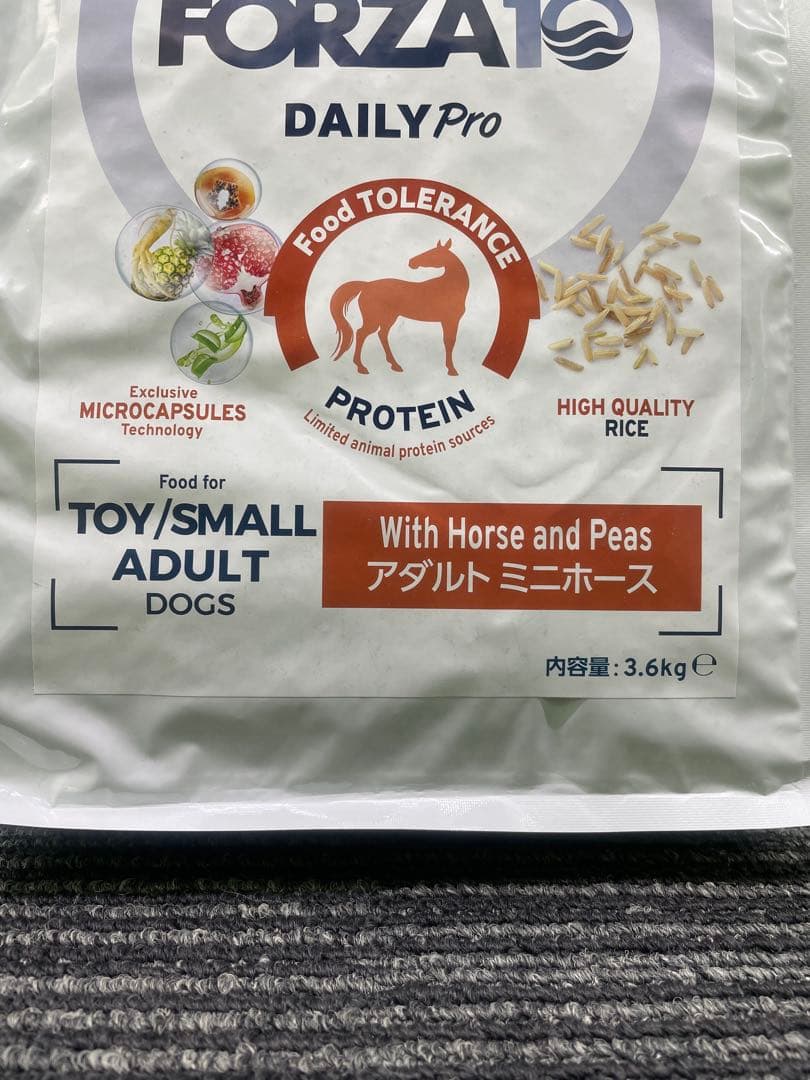 FORZA10
DAILY Pro
Food TOLERANCE
PROTEIN
Limited animal protein sources
Exclusive
MICROCAPSULES
Technology
HIGH QUALITY
RICE
Food for
TOY/SMALL
ADULT
DOGS
With Horse and Peas
アダルト ミニホース
内容量:3.6kg ℮